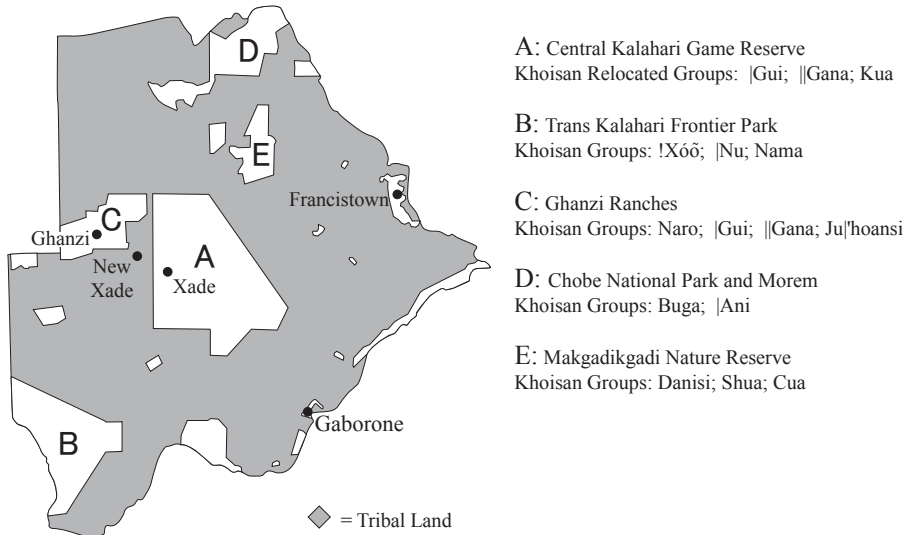 A: Central Kalahari Game Reserve
Khoisan Relocated Groups: |Gui; ||Gana; Kua
B: Trans Kalahari Frontier Park
Khoisan Groups: !Xóõ; |Nu; Nama
C: Ghanzi Ranches
Khoisan Groups: Naro; |Gui; ||Gana; Ju|'hoansi
D: Chobe National Park and Morem
Khoisan Groups: Buga; |Ani
E: Makgadikgadi Nature Reserve
Khoisan Groups: Danisi; Shua; Cua
D
E
Francistown
C
Ghanzi
A
New
Xade
Xade
B
Gaborone
= Tribal Land